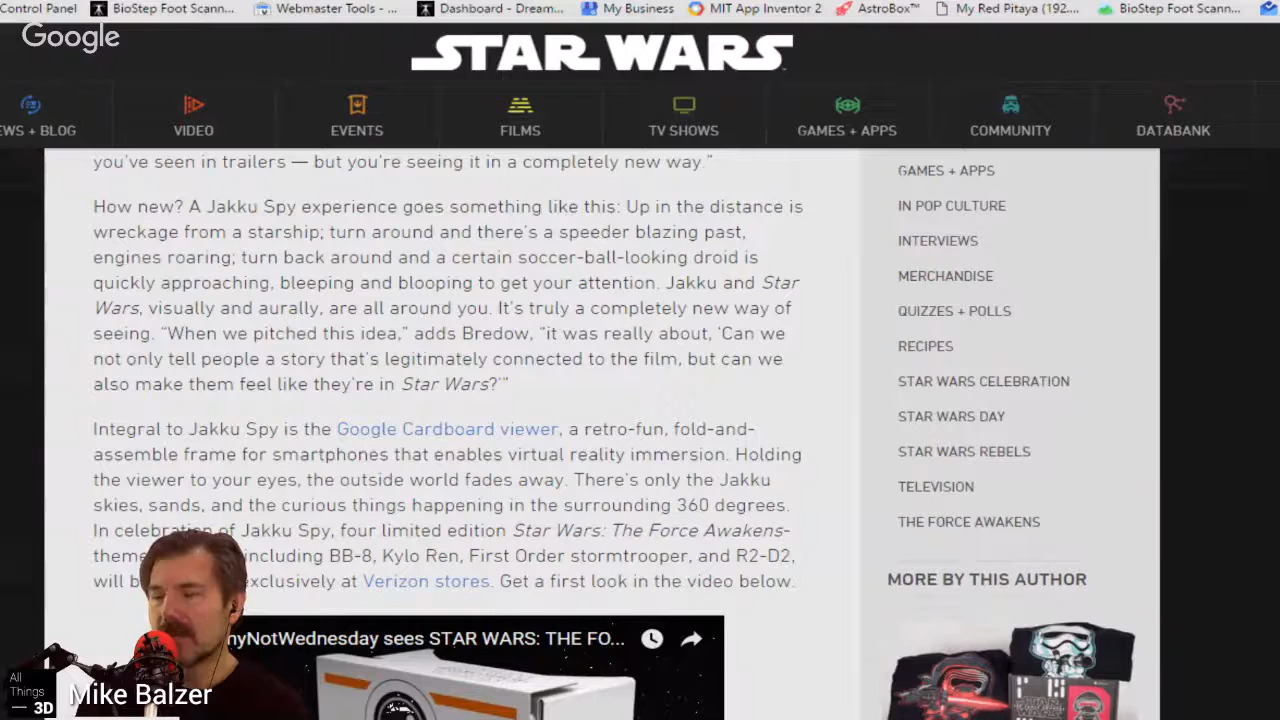 Control Panel BioStep Foot Scann... Webmaster Tools - ... Dashboard - Dream... My Business MIT App Inventor 2 AstroBox™ My Red Pitaya (192.... BioStep Foot Scann...
Google
STAR WARS
EWS + BLOG VIDEO EVENTS FILMS TV SHOWS GAMES + APPS COMMUNITY DATABANK
you've seen in trailers — but you're seeing it in a completely new way."
How new? A Jakku Spy experience goes something like this: Up in the distance is
wreckage from a starship; turn around and there's a speeder blazing past,
engines roaring; turn back around and a certain soccer-ball-looking droid is
quickly approaching, bleeping and blooping to get your attention. Jakku and Star
Wars, visually and aurally, are all around you. It's truly a completely new way of
seeing. “When we pitched this idea,” adds Bredow, “it was really about, ‘Can we
not only tell people a story that's legitimately connected to the film, but can we
also make them feel like they're in Star Wars?’”
Integral to Jakku Spy is the Google Cardboard viewer, a retro-fun, fold-and-
assemble frame for smartphones that enables virtual reality immersion. Holding
the viewer to your eyes, the outside world fades away. There's only the Jakku
skies, sands, and the curious things happening in the surrounding 360 degrees.
In celebration of Jakku Spy, four limited edition Star Wars: The Force Awakens-
theme including BB-8, Kylo Ren, First Order stormtrooper, and R2-D2,
will b exclusively at Verizon stores. Get a first look in the video below.
nyNotWednesday sees STAR WARS: THE FO...
GAMES + APPS
IN POP CULTURE
INTERVIEWS
MERCHANDISE
QUIZZES + POLLS
RECIPES
STAR WARS CELEBRATION
STAR WARS DAY
STAR WARS REBELS
TELEVISION
THE FORCE AWAKENS
MORE BY THIS AUTHOR
All
Things
— 3D
Mike Balzer